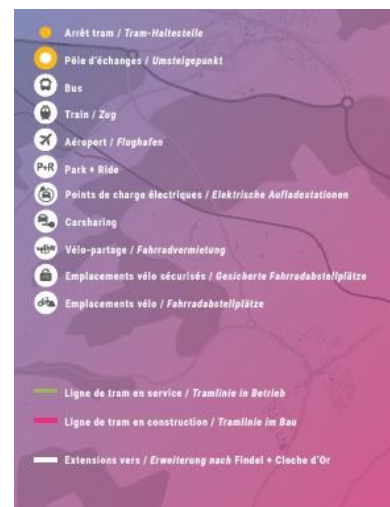 Arrêt tram / Tram-Haltestelle
Pôle d'échanges / Umsteigepunkt
Bus
Train / Zug
Aéroport / Flughafen
P+R Park + Ride
Points de charge électriques / Elektrische Aufladestationen
Carsharing
Vélo-partage / Fahrradvermietung
Emplacements vélo sécurisés / Gesicherte Fahrradabstellplätze
Emplacements vélo / Fahrradabstellplätze
Ligne de tram en service / Tramlinie in Betrieb
Ligne de tram en construction / Tramlinie im Bau
Extensions vers / Erweiterung nach Findel + Cloche d'Or